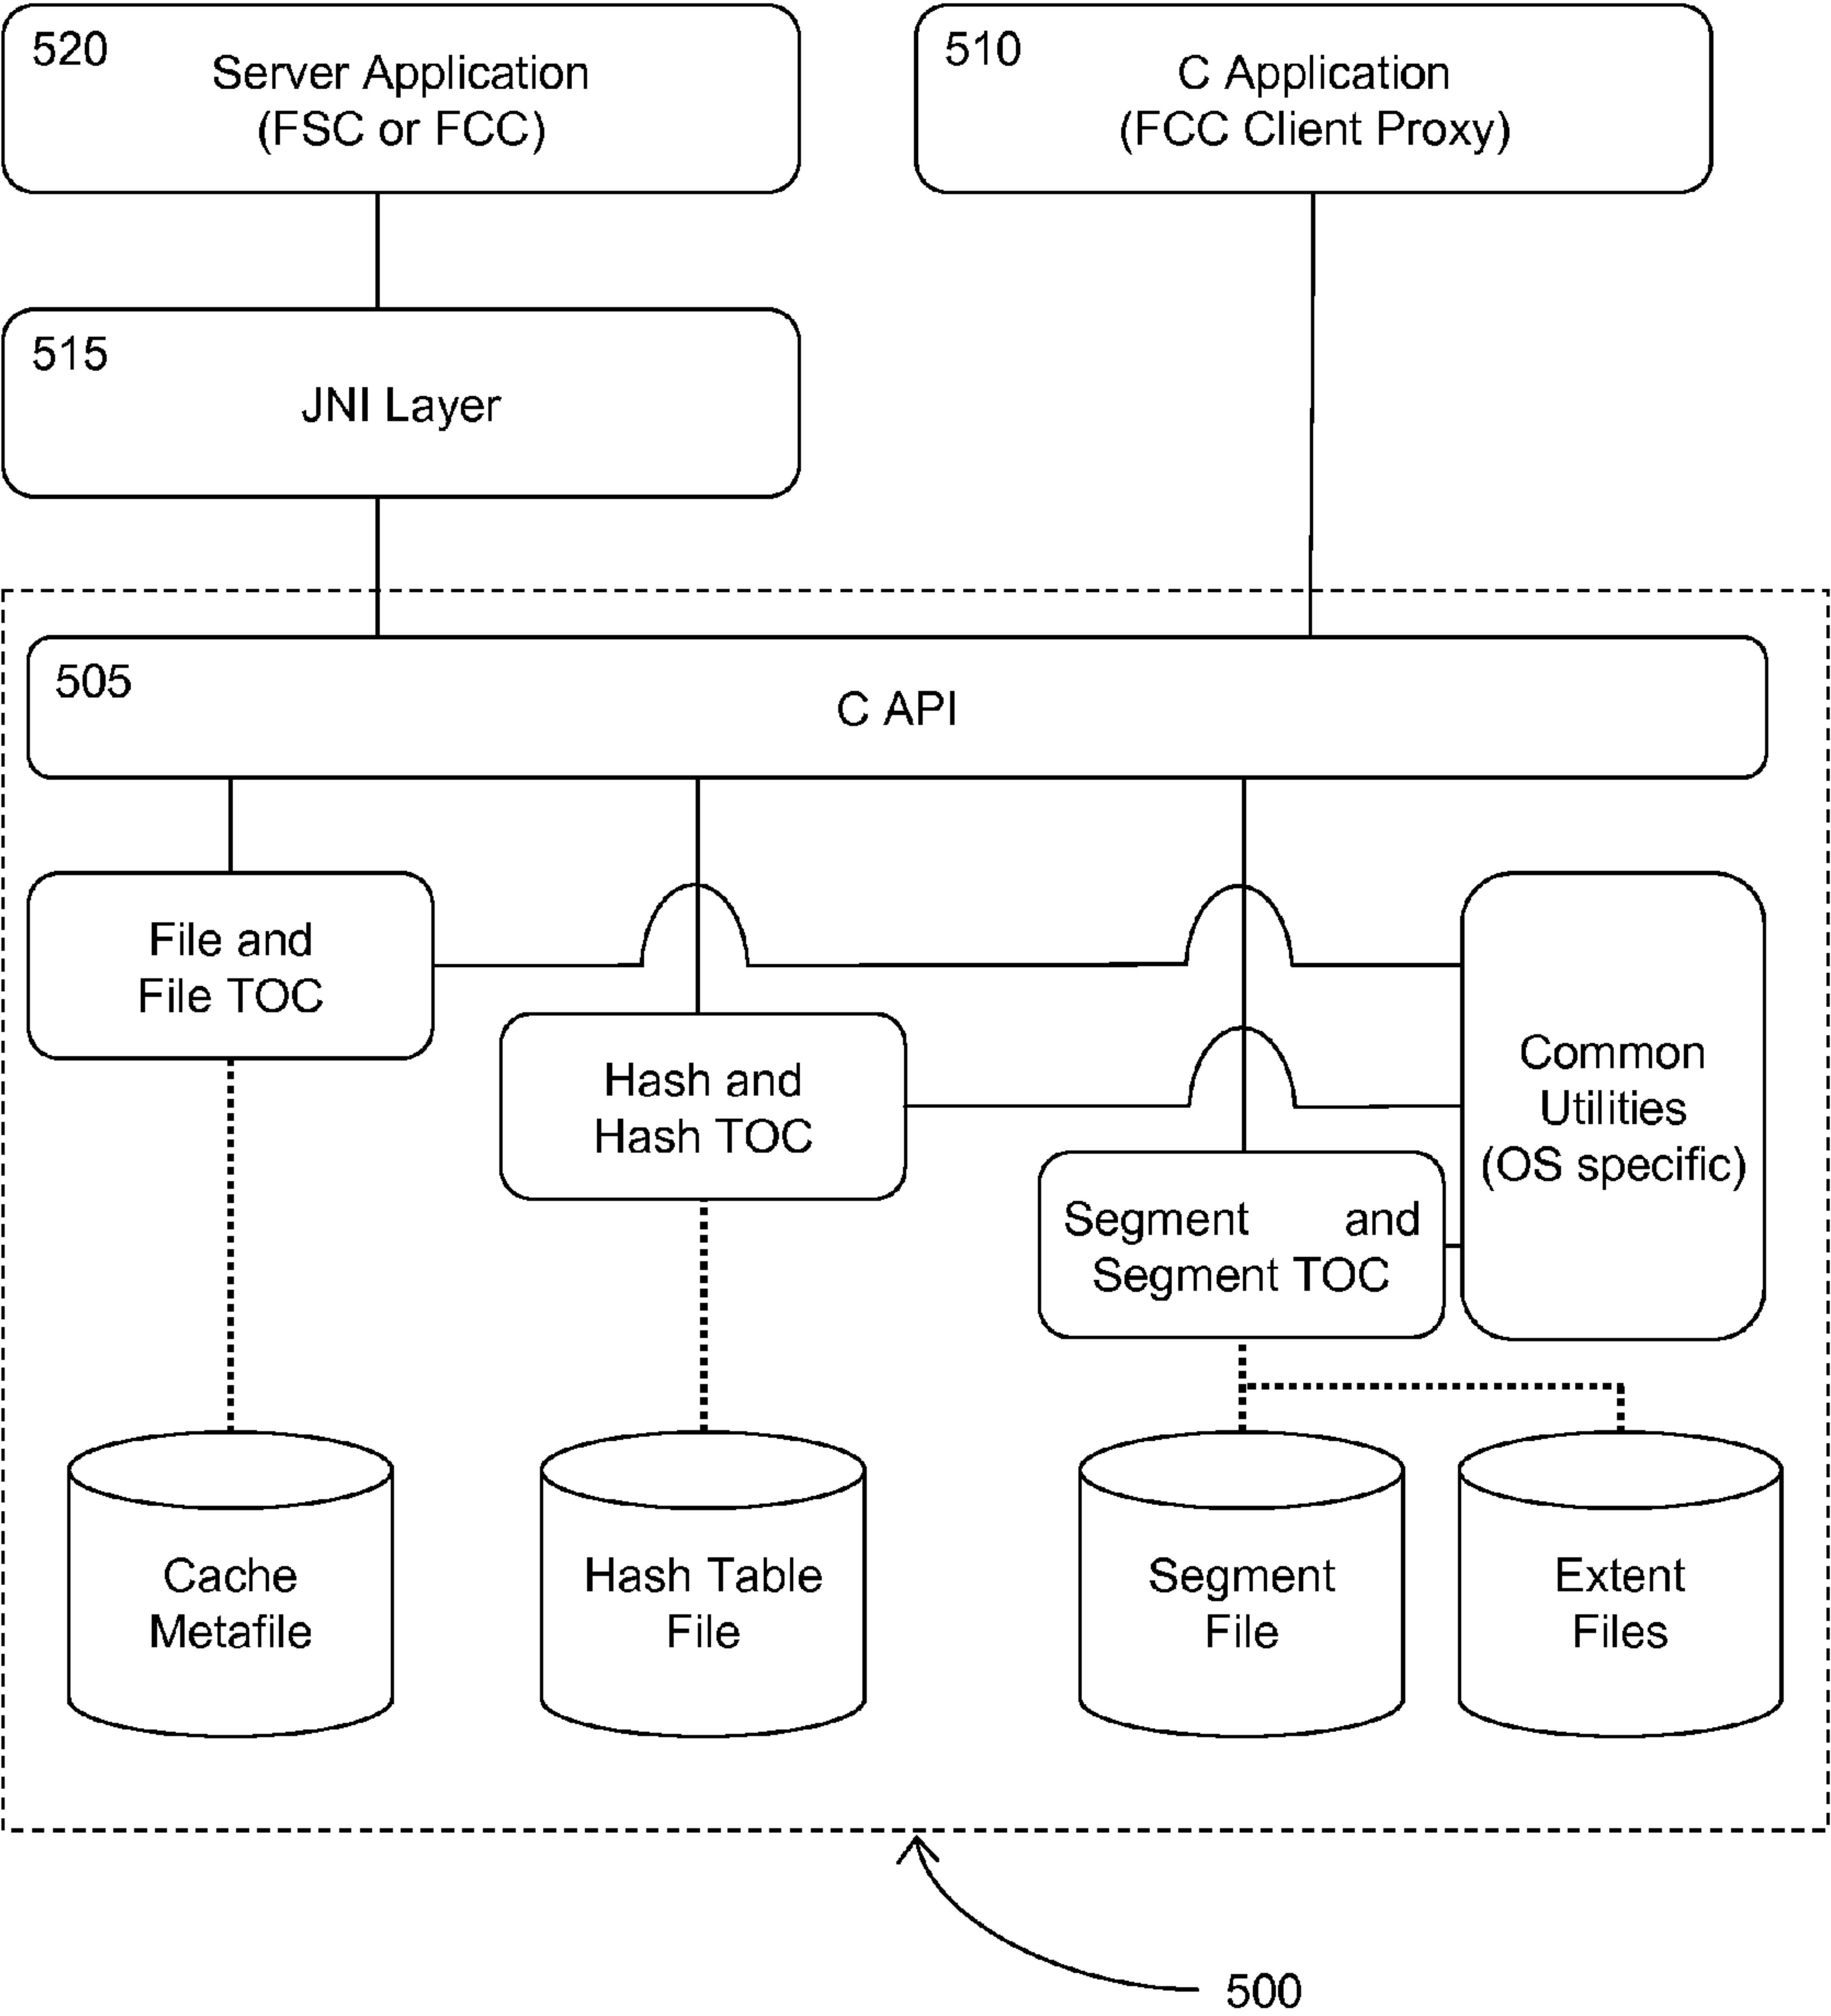 520
Server Application
(FSC or FCC)
510
C Application
(FCC Client Proxy)
515
JNI Layer
505
C API
File and
File TOC
Hash and
Hash TOC
Segment and
Segment TOC
Common
Utilities
(OS specific)
Cache
Metafile
Hash Table
File
Segment
File
Extent
Files
500